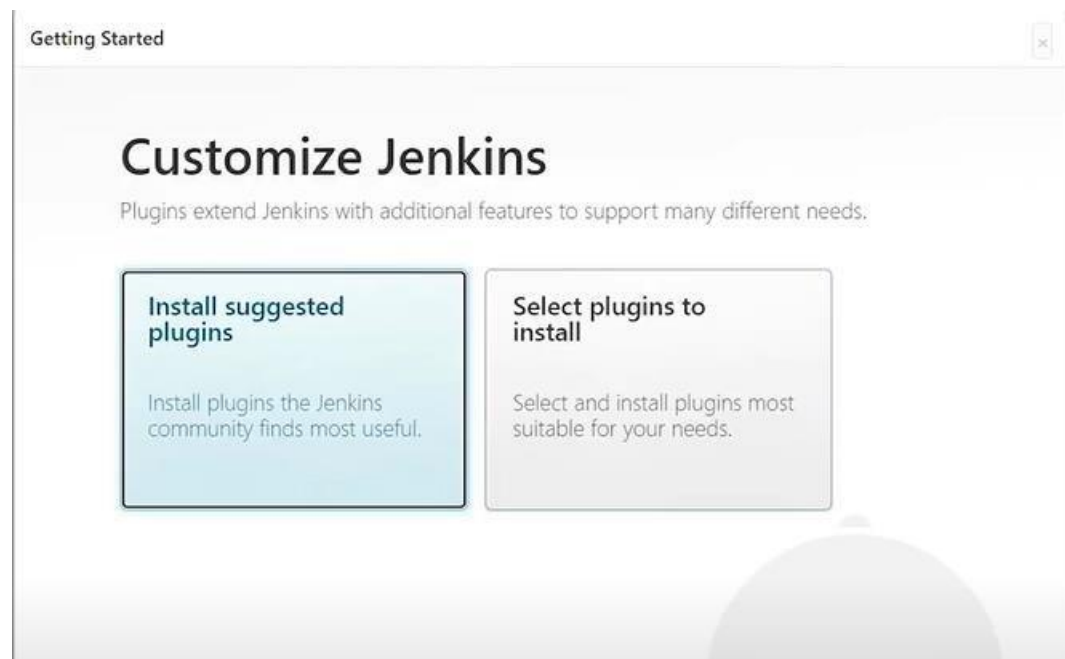 Getting Started
×
Customize Jenkins
Plugins extend Jenkins with additional features to support many different needs.
Install suggested
plugins
Install plugins the Jenkins
community finds most useful.
Select plugins to
install
Select and install plugins most
suitable for your needs.